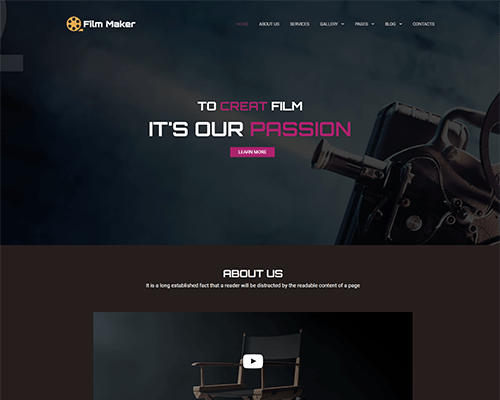 Film Maker
HOME ABOUT US SERVICES GALLERY PAGES BLOG CONTACTS
TO CREAT FILM
IT'S OUR PASSION
LEARN MORE
ABOUT US
It is a long extablished fact that a reader will be distracted by the readable content of a page